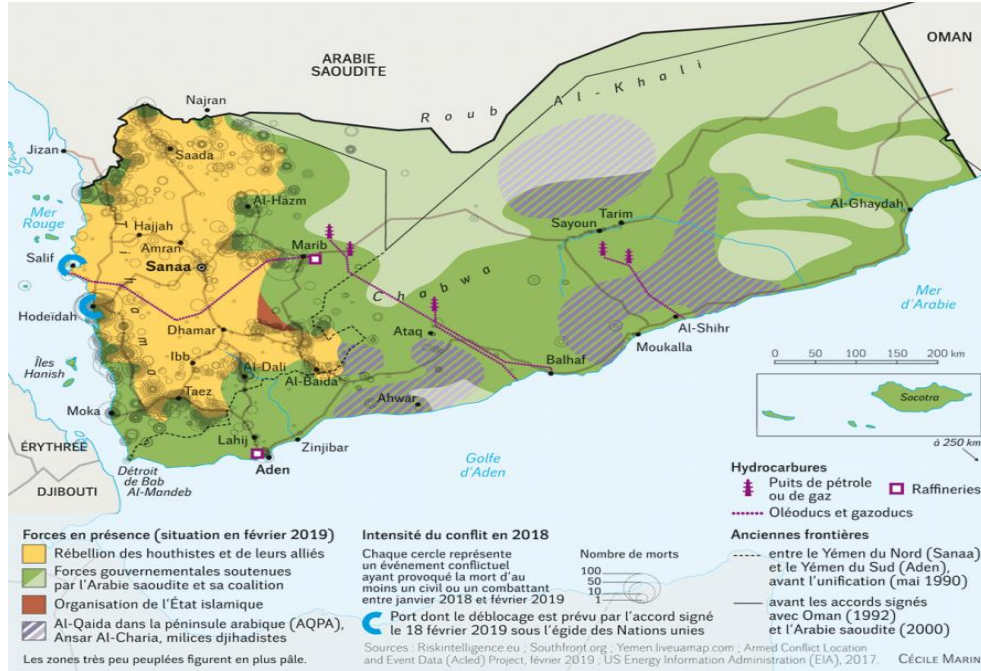 ARABIE
SAOUDITE
OMAN
Roub Al-Khali
Najran
Jizan
Saada
Mer
Rouge
Al-Hazm
Al-Ghaydah
Tarim
Sayoun
Hajjah
Amran
Salif
Marib
Sanaa
Tihama
Chabwa
Mer
d'Arabie
Hodeïdah
Dhamar
Ataq
Al-Shihr
Moukalla
Balhaf
Îles
Hanish
Ibb
Al-Dali
Al-Baida
Taez
Ahwar
Moka
Lahij
Zinjibar
Aden
ÉRYTHRÉE
Détroit
de Bab
Al-Mandeb
DJIBOUTI
Golfe
d'Aden
0 50 100 150 200 km
Socotra
à 250 km
Hydrocarbures
Puits de pétrole
ou de gaz
Raffineries
Oléoducs et gazoducs
Anciennes frontières
entre le Yémen du Nord (Sanaa)
et le Yémen du Sud (Aden),
avant l'unification (mai 1990)
avant les accords signés
avec Oman (1992)
et l'Arabie saoudite (2000)
Forces en présence (situation en février 2019)
Rébellion des houthistes et de leurs alliés
Forces gouvernementales soutenues
par l'Arabie saoudite et sa coalition
Organisation de l'État islamique
Al-Qaida dans la péninsule arabique (AQPA),
Ansar Al-Charia, milices djihadistes
Les zones très peu peuplées figurent en plus pâle.
Intensité du conflit en 2018
Chaque cercle représente
un événement conflictuel
ayant provoqué la mort d'au
moins un civil ou un combattant
entre janvier 2018 et février 2019
Nombre de morts
100
50
10
1
Port dont le déblocage est prévu par l'accord signé
le 18 février 2019 sous l'égide des Nations unies
Sources : Riskintelligence.eu ; Southfront.org ; Yemen.liveuamap.com ; Armed Conflict Location
and Event Data (Acled) Project, février 2019 ; US Energy Information Administration (EIA), 2017.
CÉCILE MARIN